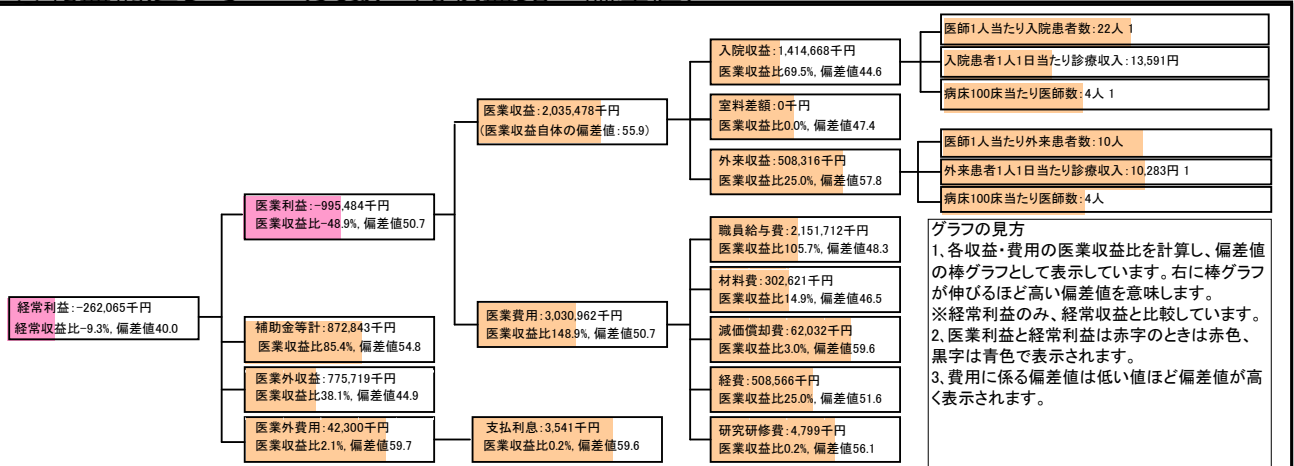 経常利益:-262,065千円
経常収益比-9.3%, 偏差値40.0
医業利益:-995,484千円
医業収益比-48.9%, 偏差値50.7
補助金等計:872,843千円
医業収益比85.4%, 偏差値54.8
医業外収益:775,719千円
医業収益比38.1%, 偏差値44.9
医業外費用:42,300千円
医業収益比2.1%, 偏差値59.7
医業収益:2,035,478千円
(医業収益自体の偏差値:55.9)
医業費用:3,030,962千円
医業収益比148.9%, 偏差値50.7
支払利息:3,541千円
医業収益比0.2%, 偏差値59.6
入院収益:1,414,668千円
医業収益比69.5%, 偏差値44.6
室料差額:0千円
医業収益比0.0%, 偏差値47.4
外来収益:508,316千円
医業収益比25.0%, 偏差値57.8
職員給与費:2,151,712千円
医業収益比105.7%, 偏差値48.3
材料費:302,621千円
医業収益比14.9%, 偏差値46.5
減価償却費:62,032千円
医業収益比3.0%, 偏差値59.6
経費:508,566千円
医業収益比25.0%, 偏差値51.6
研究研修費:4,799千円
医業収益比0.2%, 偏差値56.1
医師1人当たり入院患者数:22人 1
入院患者1人1日当たり診療収入:13,591円
病床100床当たり医師数:4人 1
医師1人当たり外来患者数:10人
外来患者1人1日当たり診療収入:10,283円 1
病床100床当たり医師数:4人
グラフの見方
1、各収益・費用の医業収益比を計算し、偏差値
の棒グラフとして表示しています。右に棒グラフ
が伸びるほど高い偏差値を意味します。
※経常利益のみ、経常収益と比較しています。
2、医業利益と経常利益は赤字のときは赤色、
黒字は青色で表示されます。
3、費用に係る偏差値は低い値ほど偏差値が高
く表示されます。